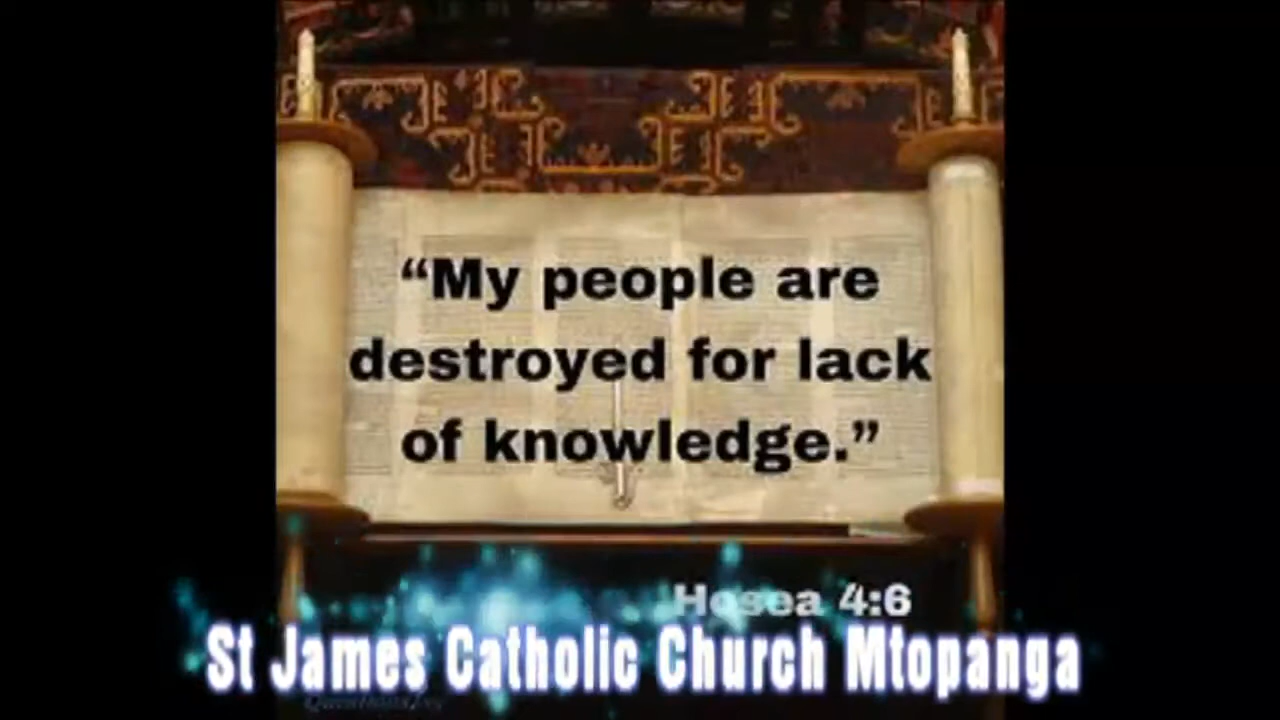 “My people are
destroyed for lack
of knowledge.”
Hosea 4:6
St James Catholic Church Mtopanga